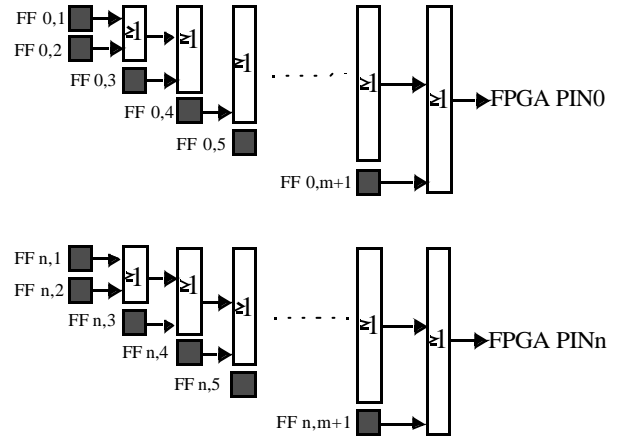 FF 0,1
≥1
FF 0,2
≥1
≥1
FF 0,3
≥1
≥1
FPGA PIN0
FF 0,4
FF 0,5
FF 0,m+1
FF n,1
≥1
FF n,2
≥1
≥1
FF n,3
≥1
≥1
FPGA PINn
FF n,4
FF n,5
FF n,m+1